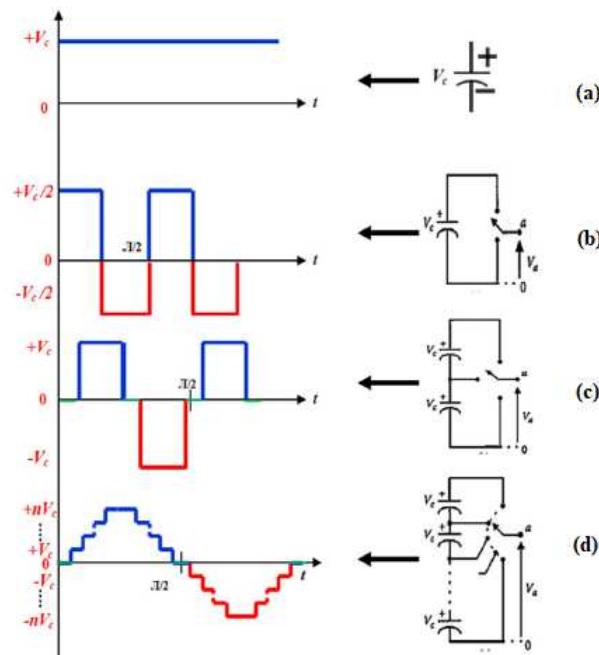 +Vc
0
t
Vc
+
−
(a)
+Vc/2
0
-Vc/2
Л/2
t
Vc
+
a
Va
0
(b)
+Vc
0
-Vc
Л/2
t
Vc
+
Vc
+
a
Va
0
(c)
+nVc
+Vc
0
-Vc
-nVc
Л/2
t
Vc
+
Vc
+
Vc
+
a
Va
0
(d)